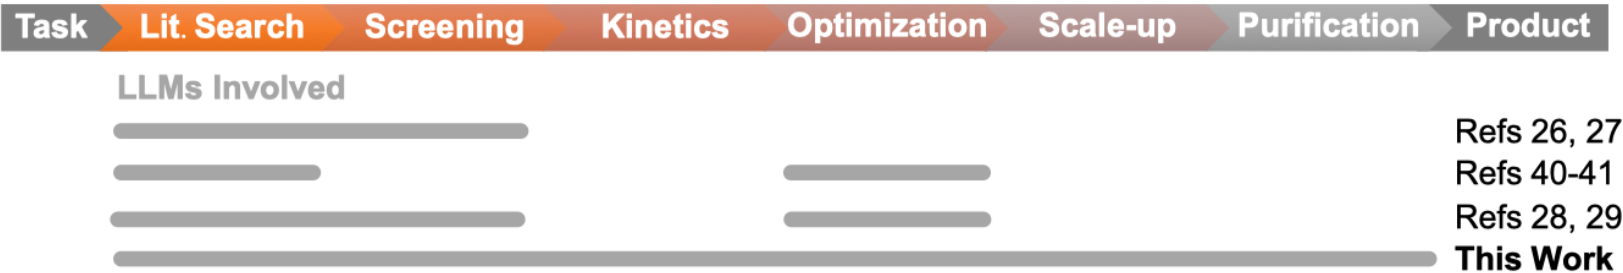 Task Lit. Search Screening Kinetics Optimization Scale-up Purification Product
LLMs Involved
Refs 26, 27
Refs 40-41
Refs 28, 29
This Work